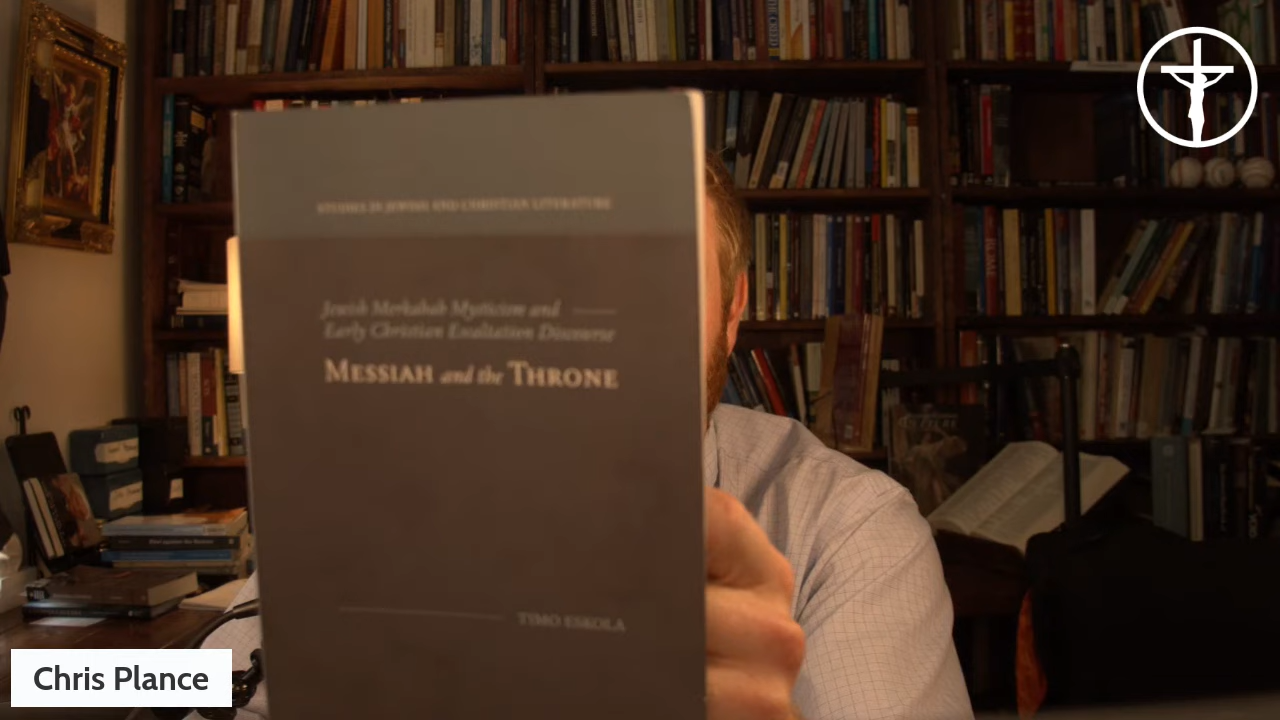 STUDIES IN JEWISH AND CHRISTIAN LITERATURE
Jewish Merkabah Mysticism and
Early Christian Exaltation Discourse
MESSIAH and the THRONE
TIMO ESKOLA
Chris Plance